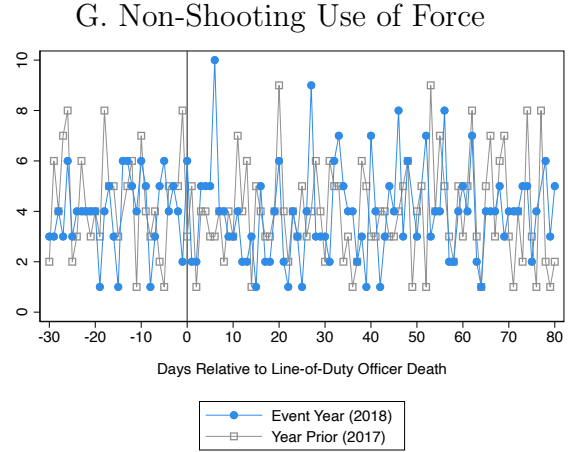 G. Non-Shooting Use of Force
10
8
6
4
2
0
-30 -20 -10 0 10 20 30 40 50 60 70 80
Days Relative to Line-of-Duty Officer Death
Event Year (2018)
Year Prior (2017)